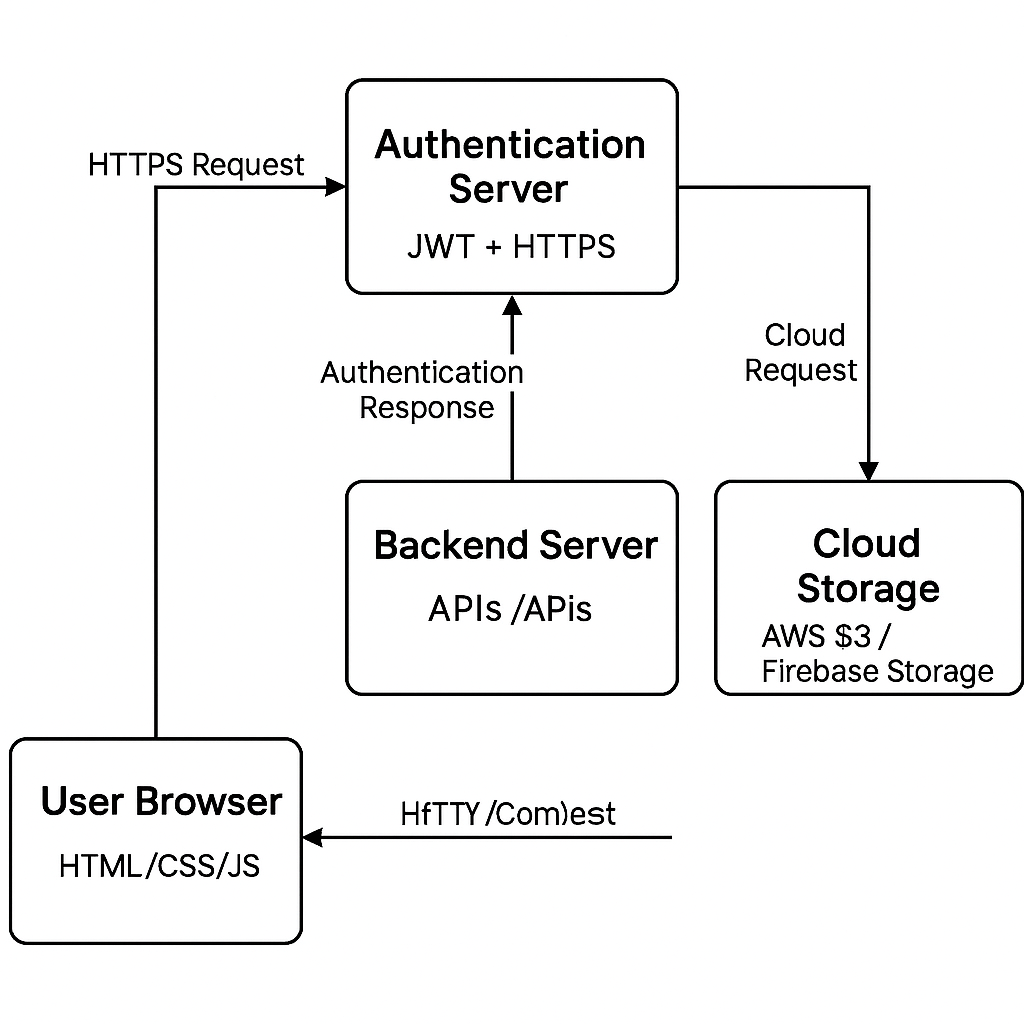 Authentication
Server
JWT + HTTPS
HTTPS Request
Cloud
Request
Authentication
Response
Backend Server
APIs /APis
Cloud
Storage
AWS $3 /
Firebase Storage
User Browser
HTML/CSS/JS
HfTTY /Com)est